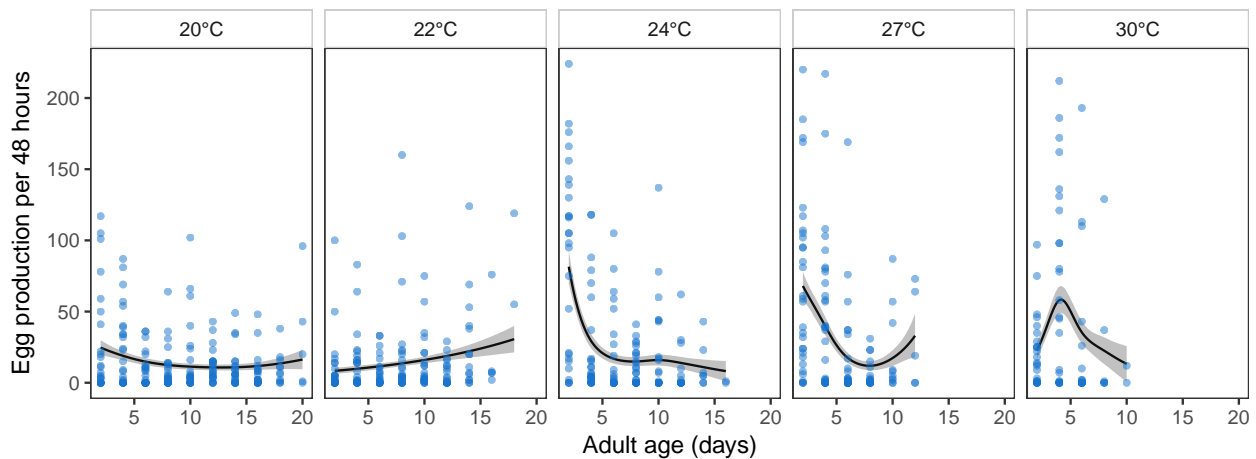 20°C 22°C 24°C 27°C 30°C
Egg production per 48 hours
200
150
100
50
0
5 10 15 20 5 10 15 20 5 10 15 20 5 10 15 20 5 10 15 20
Adult age (days)